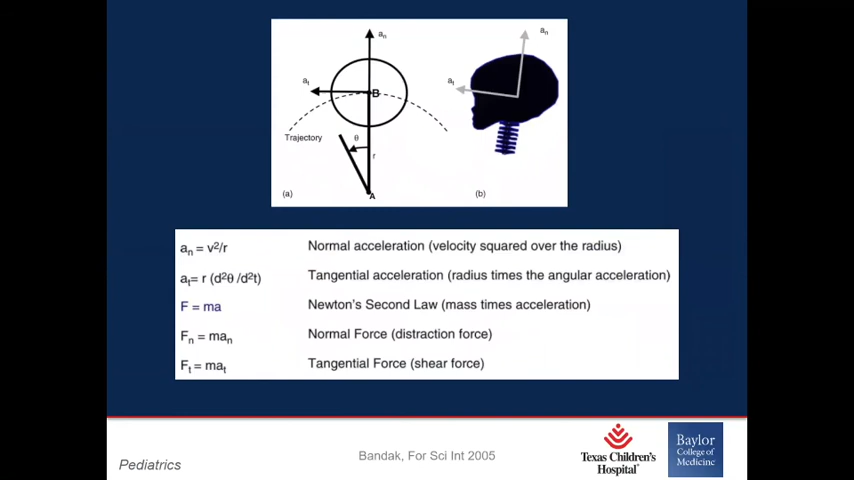 aₙ
aₜ
B
Trajectory
θ
r
(a)
A
aₙ
aₜ
(b)
aₙ = v²/r Normal acceleration (velocity squared over the radius)
aₜ= r (d²θ /d²t) Tangential acceleration (radius times the angular acceleration)
F = ma Newton's Second Law (mass times acceleration)
Fₙ = maₙ Normal Force (distraction force)
Fₜ = maₜ Tangential Force (shear force)
Pediatrics
Bandak, For Sci Int 2005
Texas Children's
Hospital
Baylor
College of
Medicine